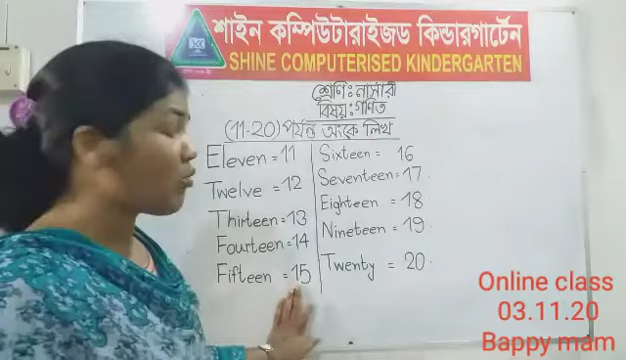 শাইন কম্পিউটারাইজড কিন্ডারগার্টেন
SHINE COMPUTERISED KINDERGARTEN
শ্রেণি: নার্সারী
বিষয়: গণিত
(11-20) পর্যন্ত অংকে লিখ
Eleven = 11
Twelve = 12
Thirteen = 13
Fourteen = 14
Fifteen = 15
Sixteen = 16
Seventeen = 17
Eighteen = 18
Nineteen = 19
Twenty = 20
Online class
03.11.20
Bappy mam